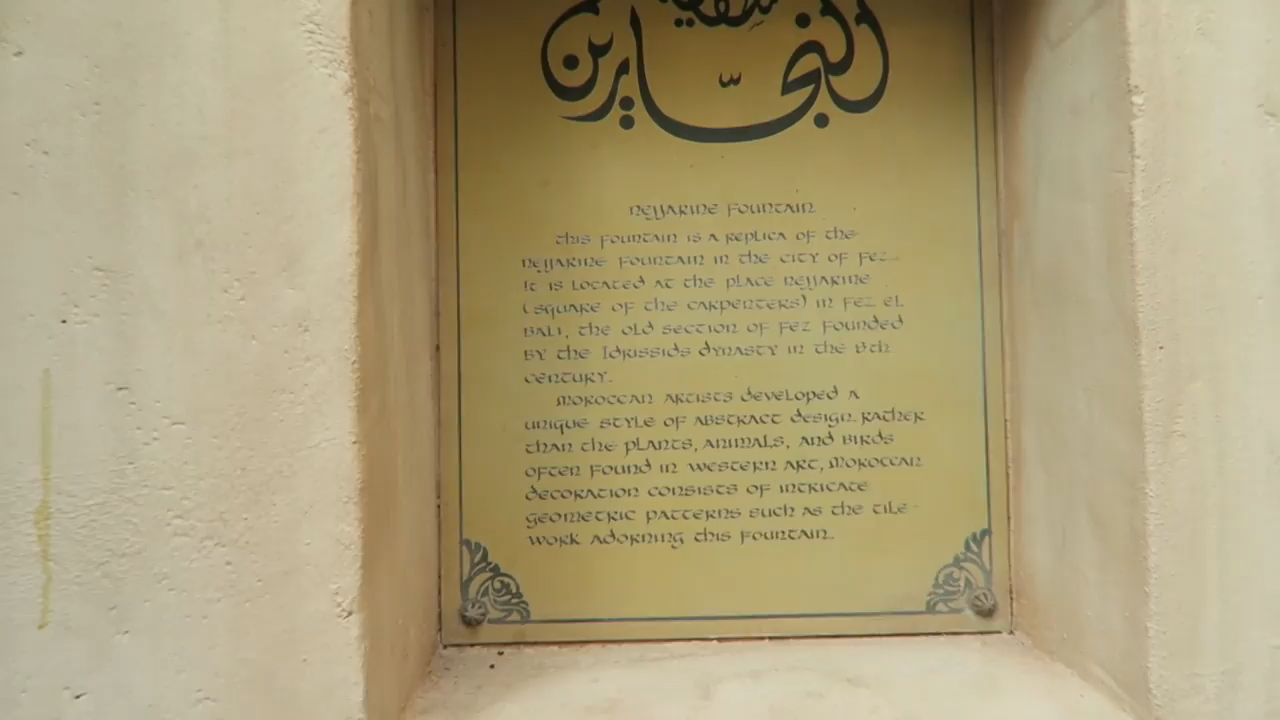 النجارين
Nejjarine Fountain
This fountain is a replica of the
Nejjarine Fountain in the city of Fez.
It is located at the Place Nejjarine
(Square of the Carpenters) in Fez el
Bali, the old section of Fez founded
by the Idrissids dynasty in the 8th
century.
Moroccan artists developed a
unique style of abstract design. Rather
than the plants, animals, and birds
often found in Western art, Moroccan
decoration consists of intricate
geometric patterns such as the tile
work adorning this fountain.